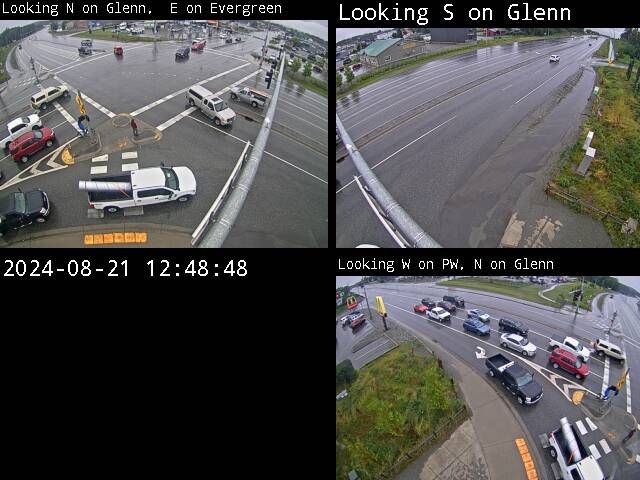 Looking N on Glenn,  E on Evergreen
Looking S on Glenn
2024-08-21 12:48:48
Looking W on PW, N on Glenn